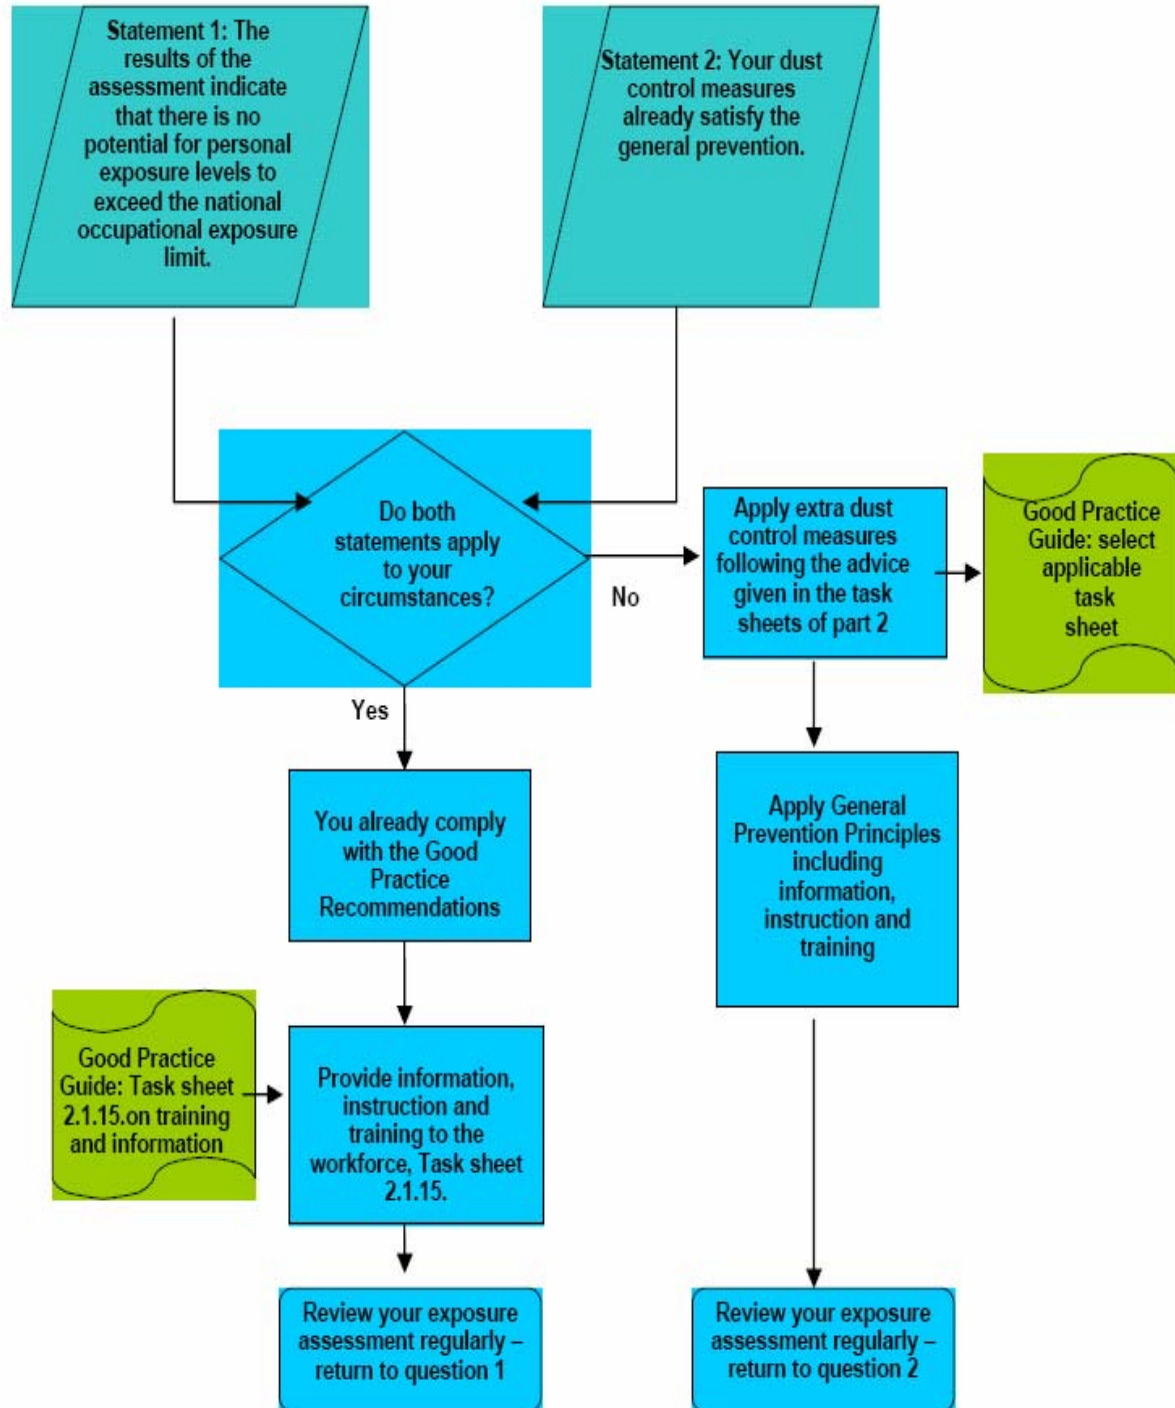 Statement 1: The
results of the
assessment indicate
that there is no
potential for personal
exposure levels to
exceed the national
occupational exposure
limit.
Statement 2: Your dust
control measures
already satisfy the
general prevention.
Do both
statements apply
to your
circumstances?
No
Apply extra dust
control measures
following the advice
given in the task
sheets of part 2
Good Practice
Guide: select
applicable
task
sheet
Yes
You already comply
with the Good
Practice
Recommendations
Apply General
Prevention Principles
including
information,
instruction and
training
Good Practice
Guide: Task sheet
2.1.15.on training
and information
Provide information,
instruction and
training to the
workforce, Task sheet
2.1.15.
Review your exposure
assessment regularly –
return to question 1
Review your exposure
assessment regularly –
return to question 2